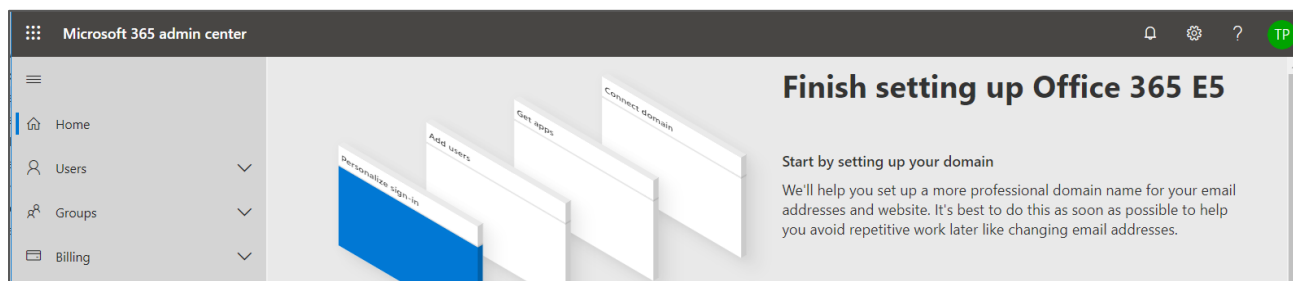 Microsoft 365 admin center
?
TP
Home
Users
Groups
Billing
Personalize sign-in
Add users
Get apps
Connect domain
Finish setting up Office 365 E5
Start by setting up your domain
We'll help you set up a more professional domain name for your email
addresses and website. It's best to do this as soon as possible to help
you avoid repetitive work later like changing email addresses.